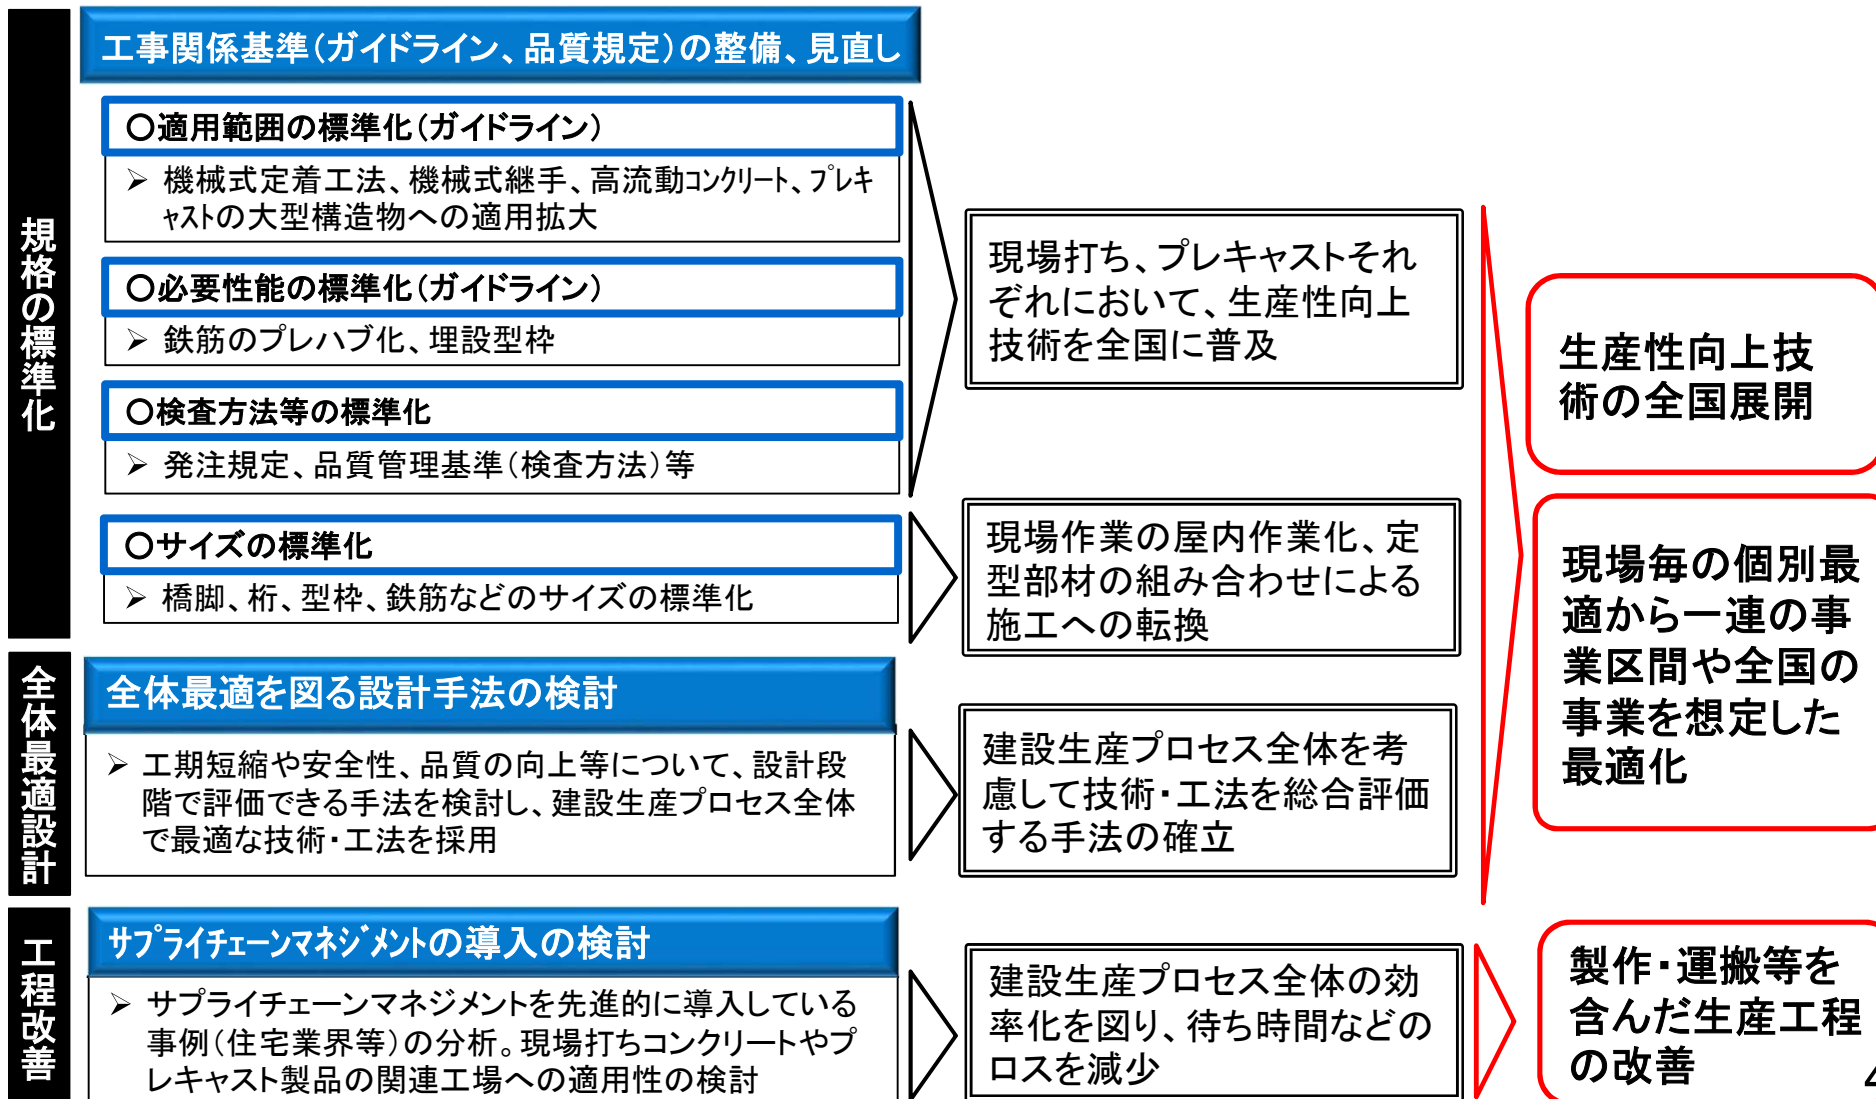 規格の標準化
工事関係基準（ガイドライン、品質規定）の整備、見直し
○適用範囲の標準化（ガイドライン）
➢ 機械式定着工法、機械式継手、高流動ｺﾝｸﾘｰﾄ、ﾌﾟﾚｷ
ｬｽﾄの大型構造物への適用拡大
○必要性能の標準化（ガイドライン）
➢ 鉄筋のプレハブ化、埋設型枠
○検査方法等の標準化
➢ 発注規定、品質管理基準（検査方法）等
○サイズの標準化
➢ 橋脚、桁、型枠、鉄筋などのサイズの標準化
現場打ち、プレキャストそれ
ぞれにおいて、生産性向上
技術を全国に普及
現場作業の屋内作業化、定
型部材の組み合わせによる
施工への転換
全体最適設計
全体最適を図る設計手法の検討
➢ 工期短縮や安全性、品質の向上等について、設計段
階で評価できる手法を検討し、建設生産プロセス全体
で最適な技術・工法を採用
建設生産プロセス全体を考
慮して技術・工法を総合評価
する手法の確立
生産性向上技
術の全国展開
現場毎の個別最
適から一連の事
業区間や全国の
事業を想定した
最適化
工程改善
ｻﾌﾟﾗｲﾁｪｰﾝﾏﾈｼﾞﾒﾝﾄの導入の検討
➢ サプライチェーンマネジメントを先進的に導入している
事例（住宅業界等）の分析。現場打ちコンクリートやプ
レキャスト製品の関連工場への適用性の検討
建設生産プロセス全体の効
率化を図り、待ち時間などの
ロスを減少
製作・運搬等を
含んだ生産工程
の改善